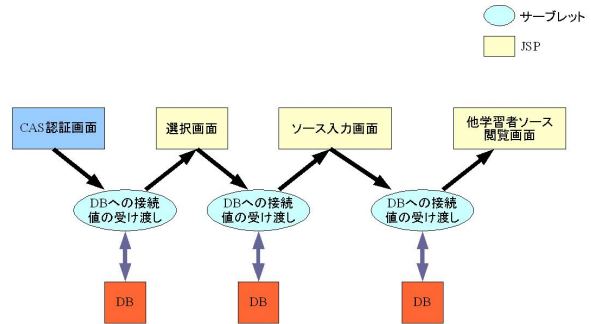 サーブレット
JSP
CAS認証画面
選択画面
ソース入力画面
他学習者ソース
閲覧画面
DBへの接続
値の受け渡し
DBへの接続
値の受け渡し
DBへの接続
値の受け渡し
DB
DB
DB